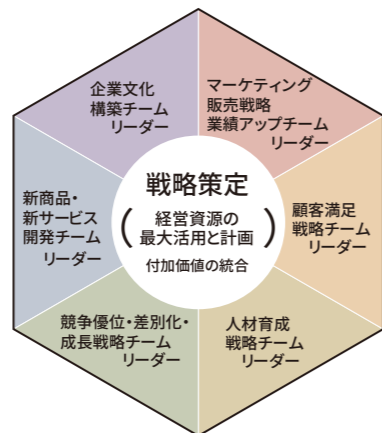 企業文化
構築チーム
リーダー
マーケティング
販売戦略
業績アップチーム
リーダー
新商品・
新サービス
開発チーム
リーダー
戦略策定
(経営資源の
最大活用と計画)
付加価値の統合
顧客満足
戦略チーム
リーダー
競争優位・差別化・
成長戦略チーム
リーダー
人材育成
戦略チーム
リーダー